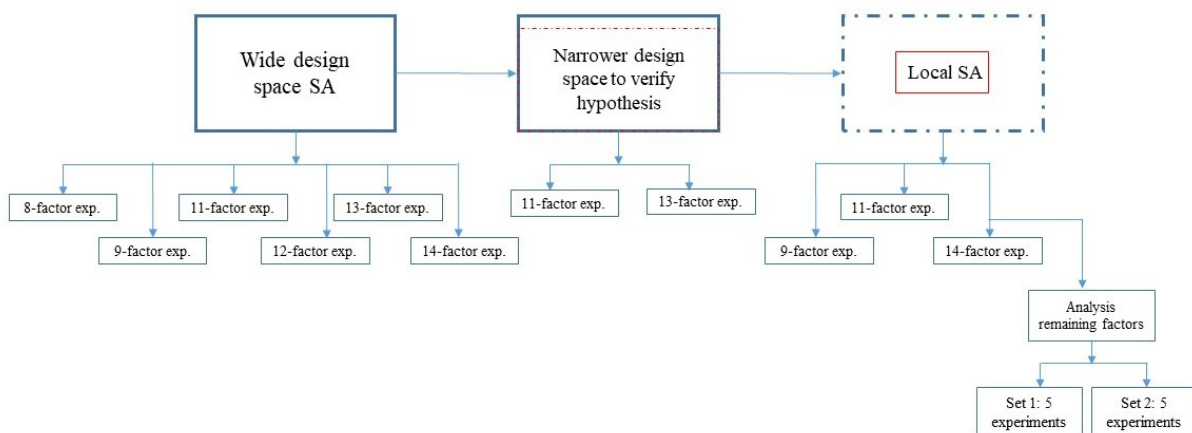 Wide design
space SA
Narrower design
space to verify
hypothesis
Local SA
8-factor exp.
11-factor exp.
13-factor exp.
9-factor exp.
12-factor exp.
14-factor exp.
11-factor exp.
13-factor exp.
11-factor exp.
9-factor exp.
14-factor exp.
Analysis
remaining factors
Set 1: 5
experiments
Set 2: 5
experiments